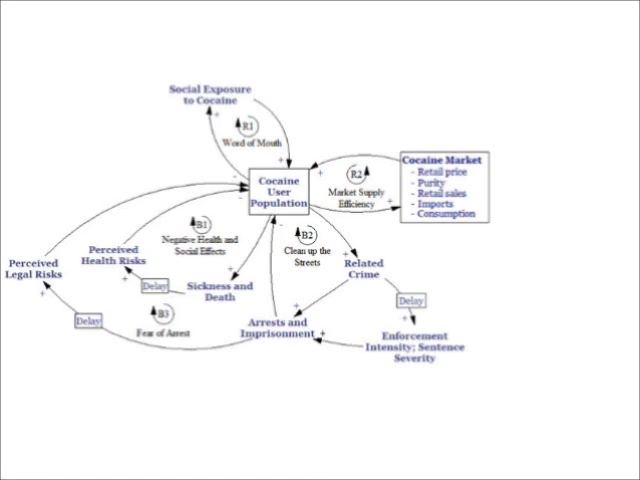 Social Exposure
to Cocaine
R1
Word of Mouth
Cocaine
User
Population
R2
Market Supply
Efficiency
Cocaine Market
- Retail price
- Purity
- Retail sales
- Imports
- Consumption
B1
Negative Health and
Social Effects
B2
Clean up the
Streets
Perceived
Legal Risks
Perceived
Health Risks
Delay
Sickness and
Death
Related
Crime
Delay
B3
Fear of Arrest
Delay
Arrests and
Imprisonment
Enforcement
Intensity; Sentence
Severity